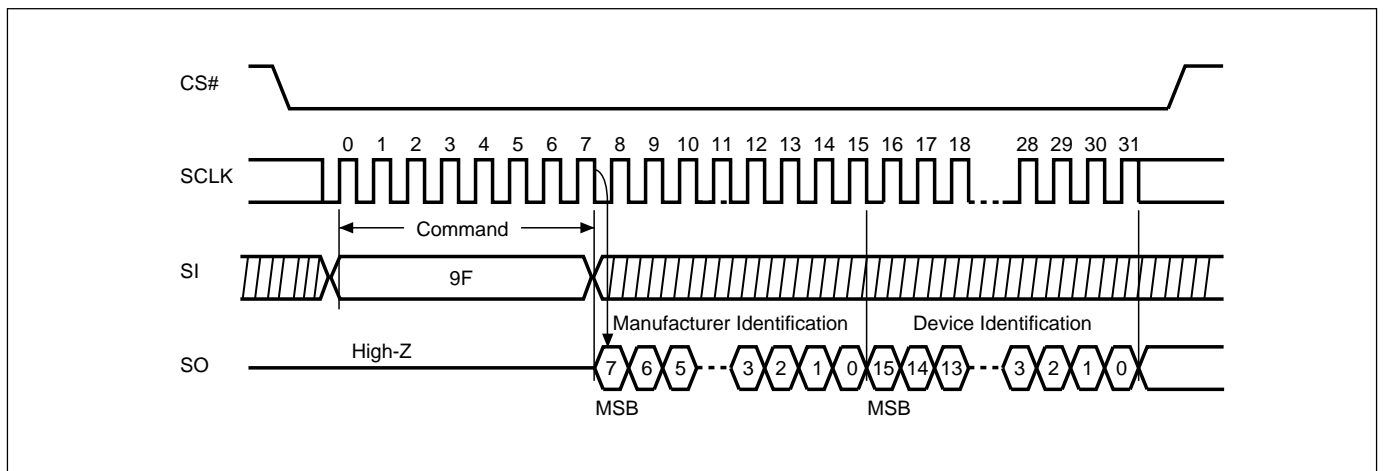 CS#
0 1 2 3 4 5 6 7 8 9 10 11 12 13 14 15 16 17 18 28 29 30 31
SCLK
Command
SI
9F
Manufacturer Identification Device Identification
High-Z
SO
7 6 5 3 2 1 0 15 14 13 3 2 1 0
MSB MSB